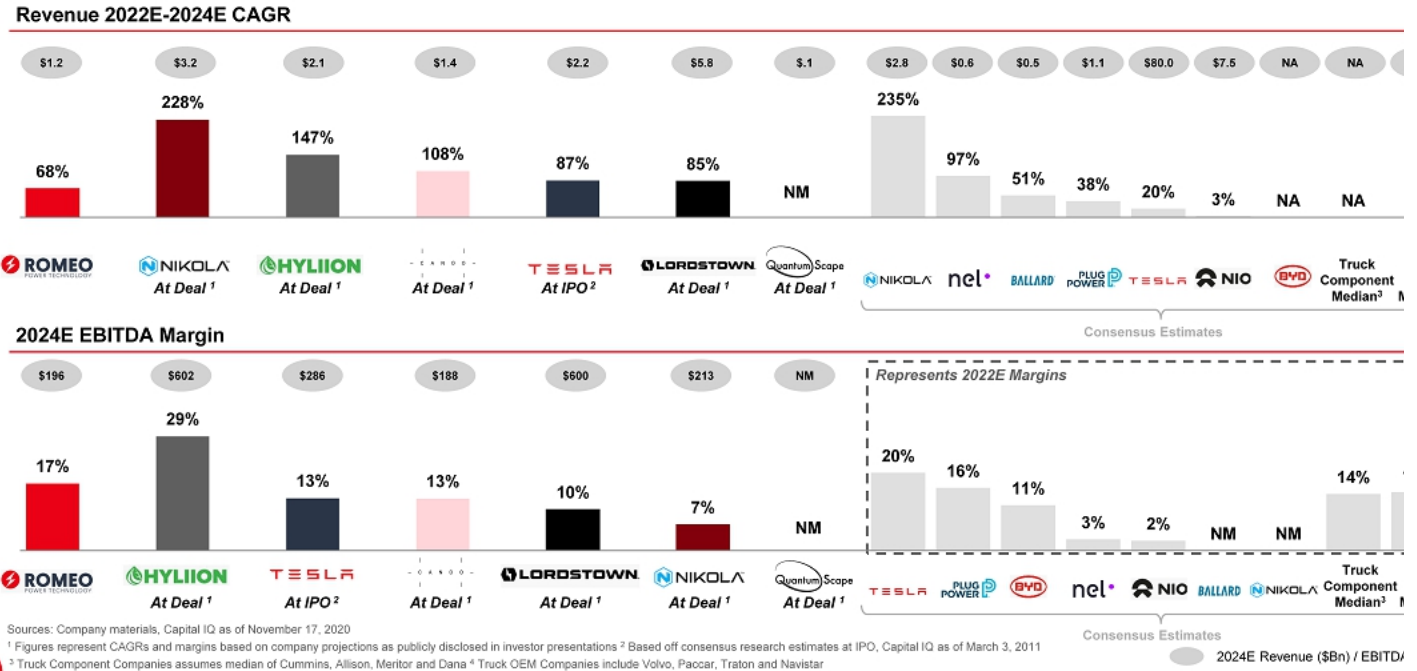 Revenue 2022E-2024E CAGR
$1.2 $3.2 $2.1 $1.4 $2.2 $5.8 $.1 $2.8 $0.6 $0.5 $1.1 $80.0 $7.5 NA NA
68% 228% 147% 108% 87% 85% NM 235% 97% 51% 38% 20% 3% NA NA
ROMEO POWER TECHNOLOGY
NIKOLA At Deal ¹
HYLIION At Deal ¹
CANOO At Deal ¹
TESLA At IPO ²
LORDSTOWN At Deal ¹
QuantumScape At Deal ¹
NIKOLA
nel
BALLARD
PLUG POWER
TESLA
NIO
BYD
Truck
Component
Median³
Consensus Estimates
2024E EBITDA Margin
$196 $602 $286 $188 $600 $213 NM
Represents 2022E Margins
17% 29% 13% 13% 10% 7% NM 20% 16% 11% 3% 2% NM NM 14%
ROMEO POWER TECHNOLOGY
HYLIION At Deal ¹
TESLA At IPO ²
CANOO At Deal ¹
LORDSTOWN At Deal ¹
NIKOLA At Deal ¹
QuantumScape At Deal ¹
TESLA
PLUG POWER
BYD
nel
NIO
BALLARD
NIKOLA
Truck
Component
Median³
Consensus Estimates
Sources: Company materials, Capital IQ as of November 17, 2020
¹ Figures represent CAGRs and margins based on company projections as publicly disclosed in investor presentations ² Based off consensus research estimates at IPO, Capital IQ as of March 3, 2011
³ Truck Component Companies assumes median of Cummins, Allison, Meritor and Dana ⁴ Truck OEM Companies include Volvo, Paccar, Traton and Navistar
2024E Revenue ($Bn) / EBITDA